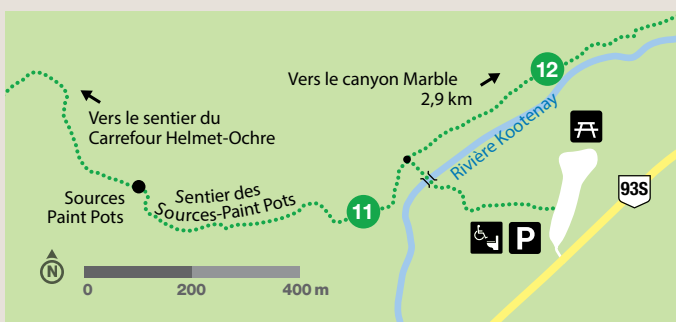 12
Vers le canyon Marble
2,9 km
Rivière Kootenay
Vers le sentier du
Carrefour Helmet-Ochre
93S
Sources
Paint Pots
Sentier des
Sources-Paint Pots
11
P
N
0 200 400 m